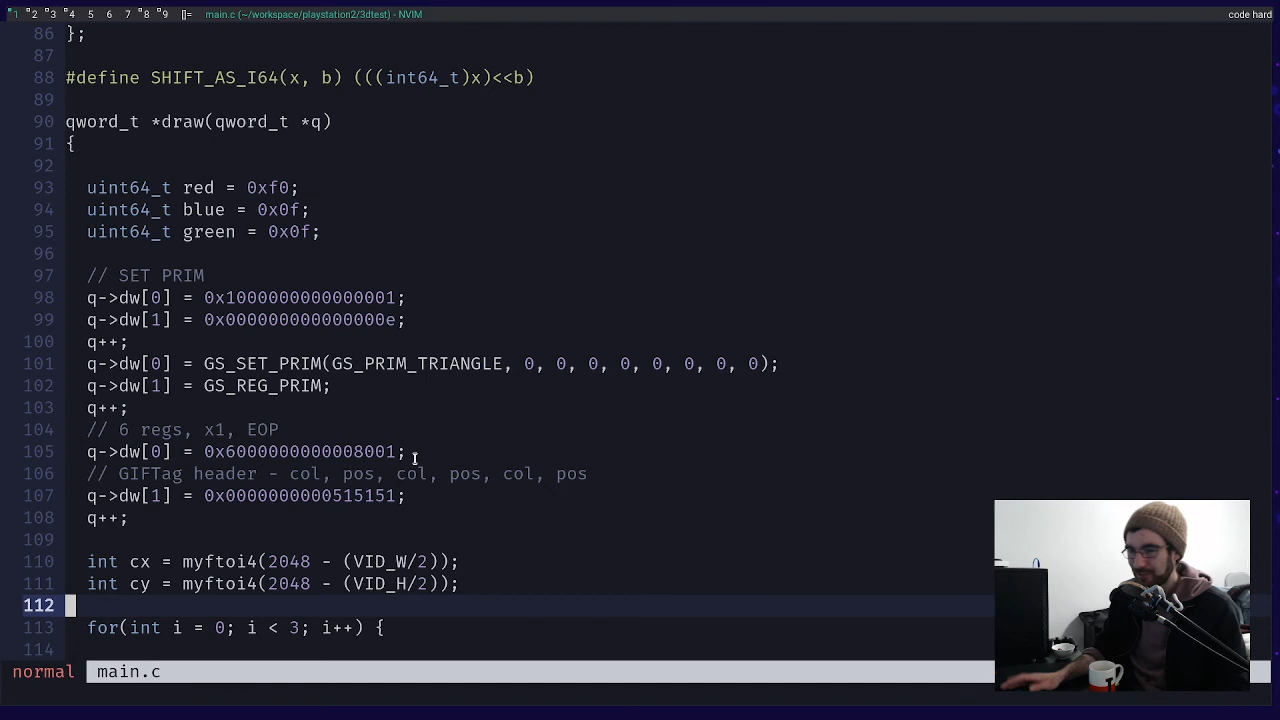 1 2 3 4 5 6 7 8 9 []= main.c (~/workspace/playstation2/3dtest) - NVIM code hard
86 };
87
88 #define SHIFT_AS_I64(x, b) (((int64_t)x)<<b)
89
90 qword_t *draw(qword_t *q)
91 {
92
93 uint64_t red = 0xf0;
94 uint64_t blue = 0x0f;
95 uint64_t green = 0x0f;
96
97 // SET PRIM
98 q->dw[0] = 0x1000000000000001;
99 q->dw[1] = 0x000000000000000e;
100 q++;
101 q->dw[0] = GS_SET_PRIM(GS_PRIM_TRIANGLE, 0, 0, 0, 0, 0, 0, 0, 0);
102 q->dw[1] = GS_REG_PRIM;
103 q++;
104 // 6 regs, x1, EOP
105 q->dw[0] = 0x6000000000008001;
106 // GIFTag header - col, pos, col, pos, col, pos
107 q->dw[1] = 0x0000000000515151;
108 q++;
109
110 int cx = myftoi4(2048 - (VID_W/2));
111 int cy = myftoi4(2048 - (VID_H/2));
112
113 for(int i = 0; i < 3; i++) {
114
normal main.c